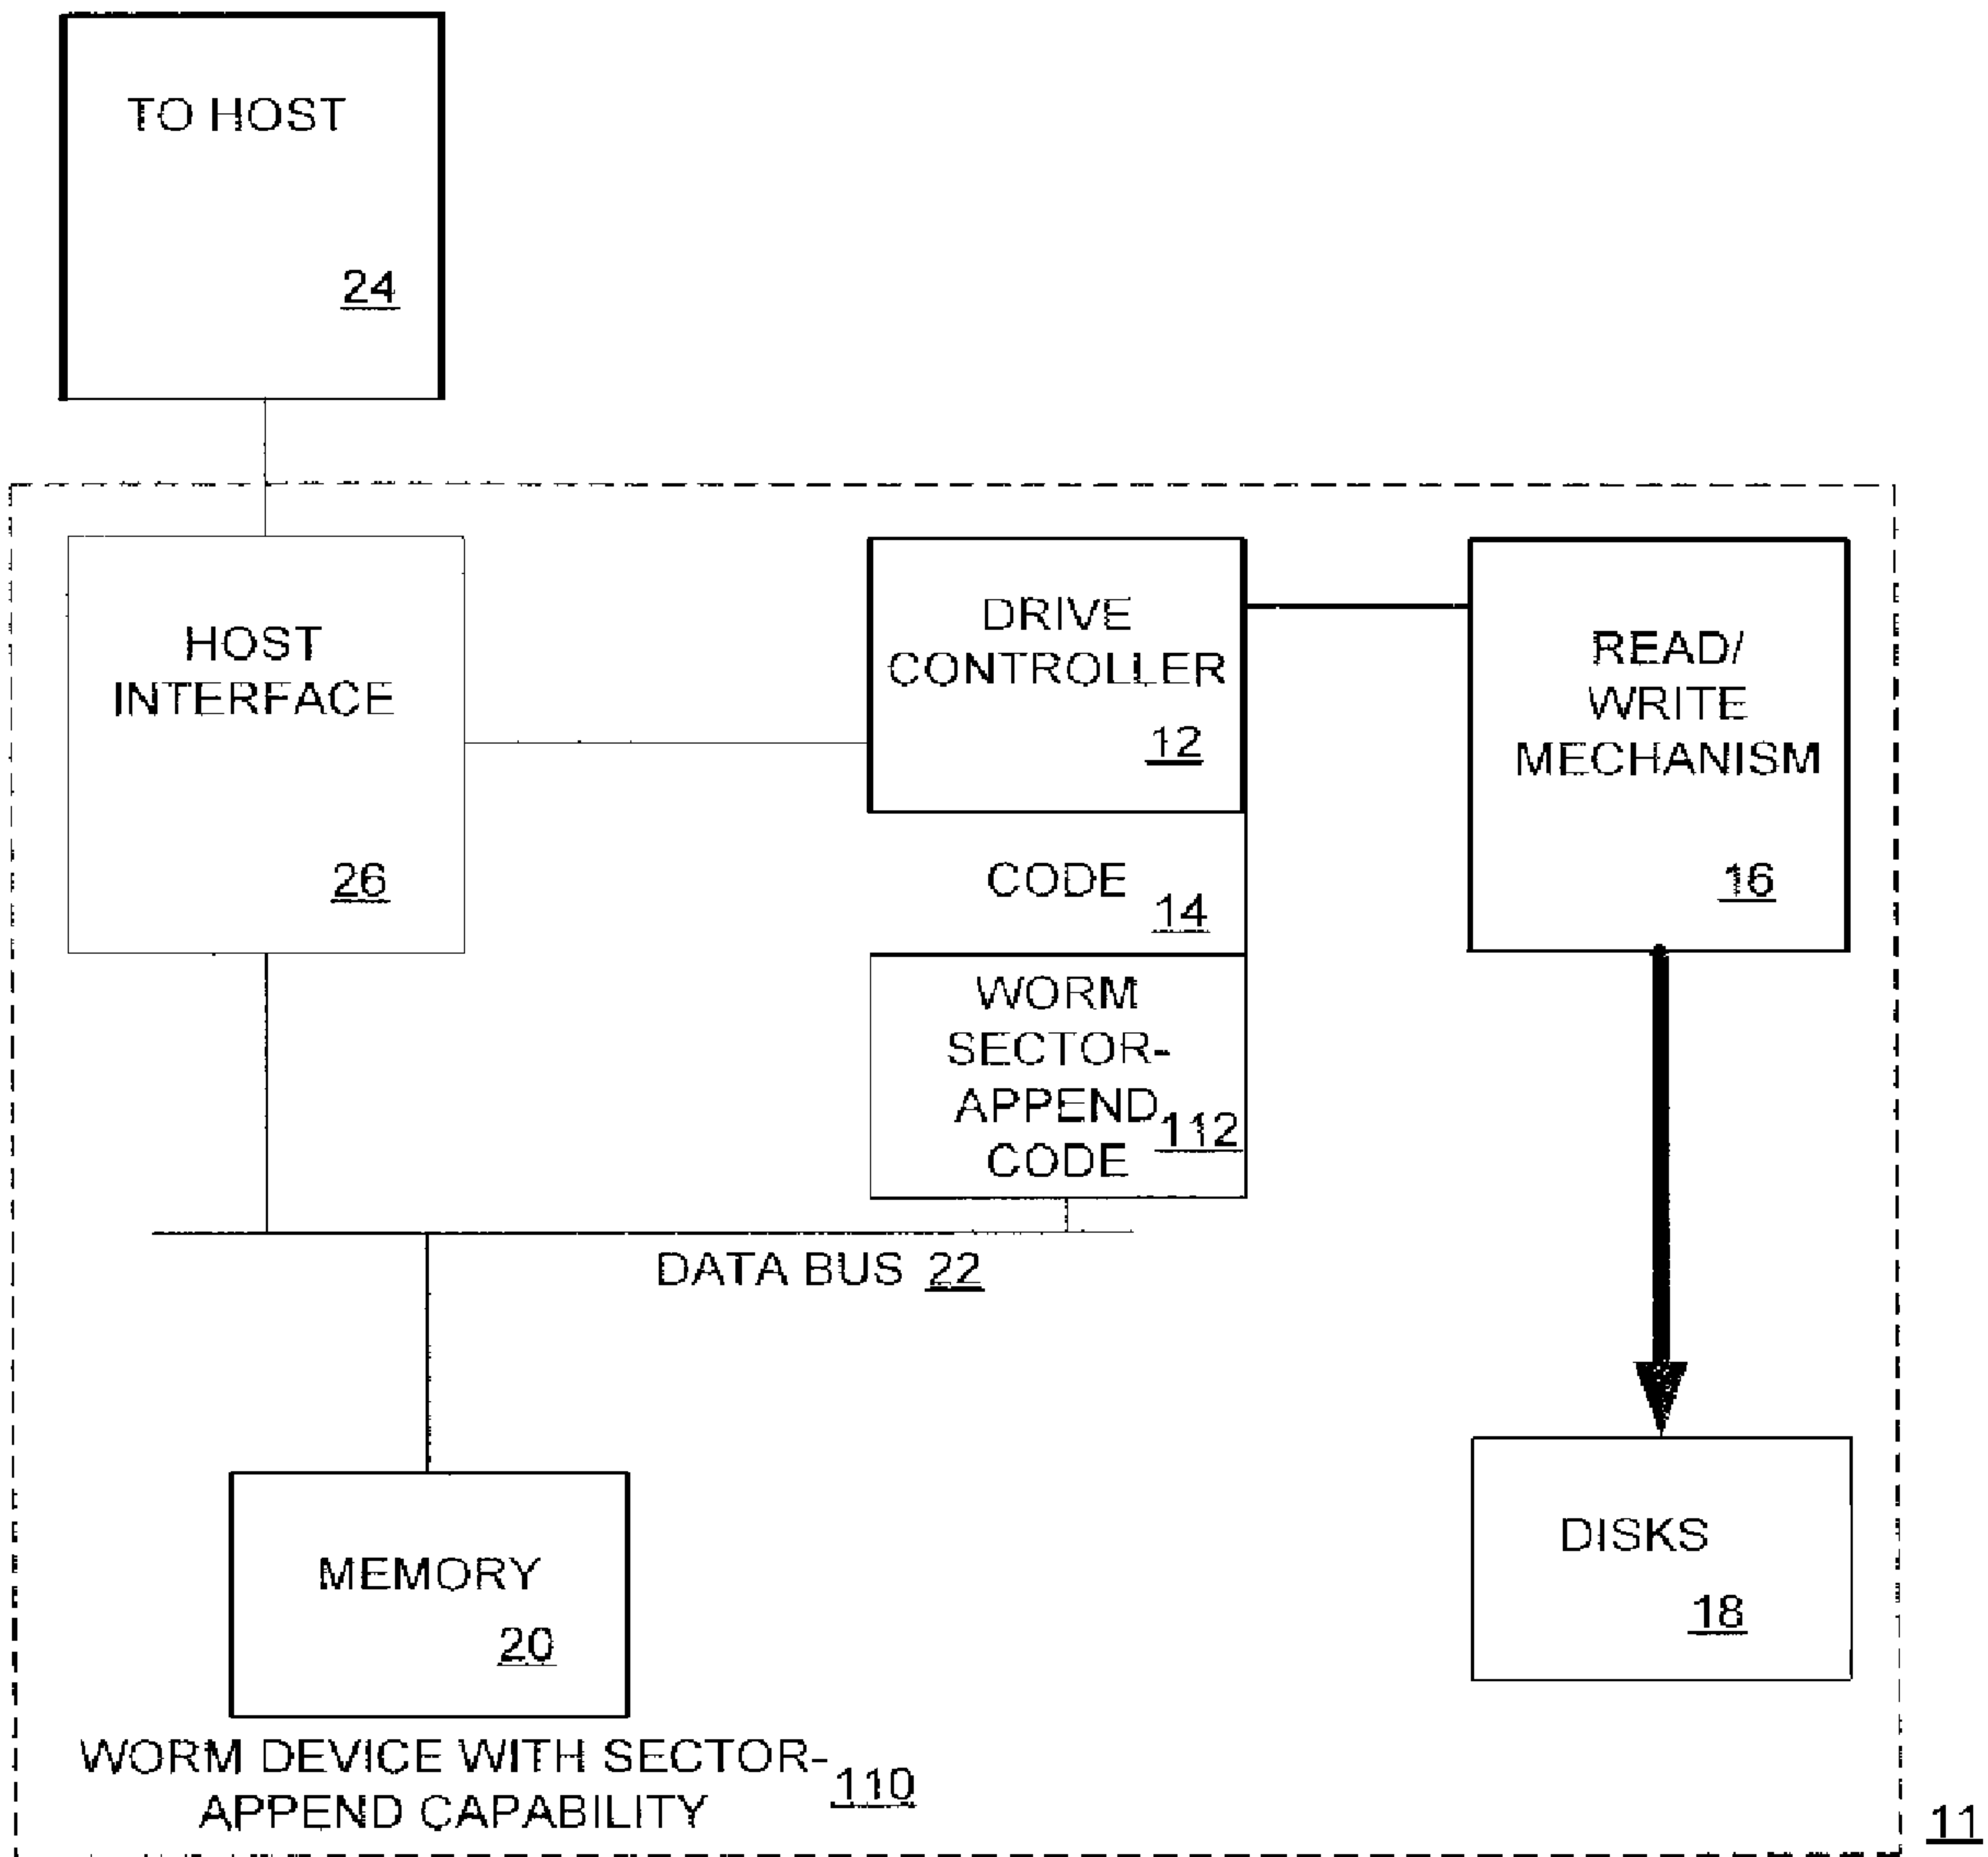 TO HOST
24
HOST
INTERFACE
26
DRIVE
CONTROLLER
12
CODE
14
WORM
SECTOR-
APPEND
112
CODE
READ/
WRITE
MECHANISM
16
DATA BUS 22
MEMORY
20
DISKS
18
WORM DEVICE WITH SECTOR-
110
APPEND CAPABILITY
11